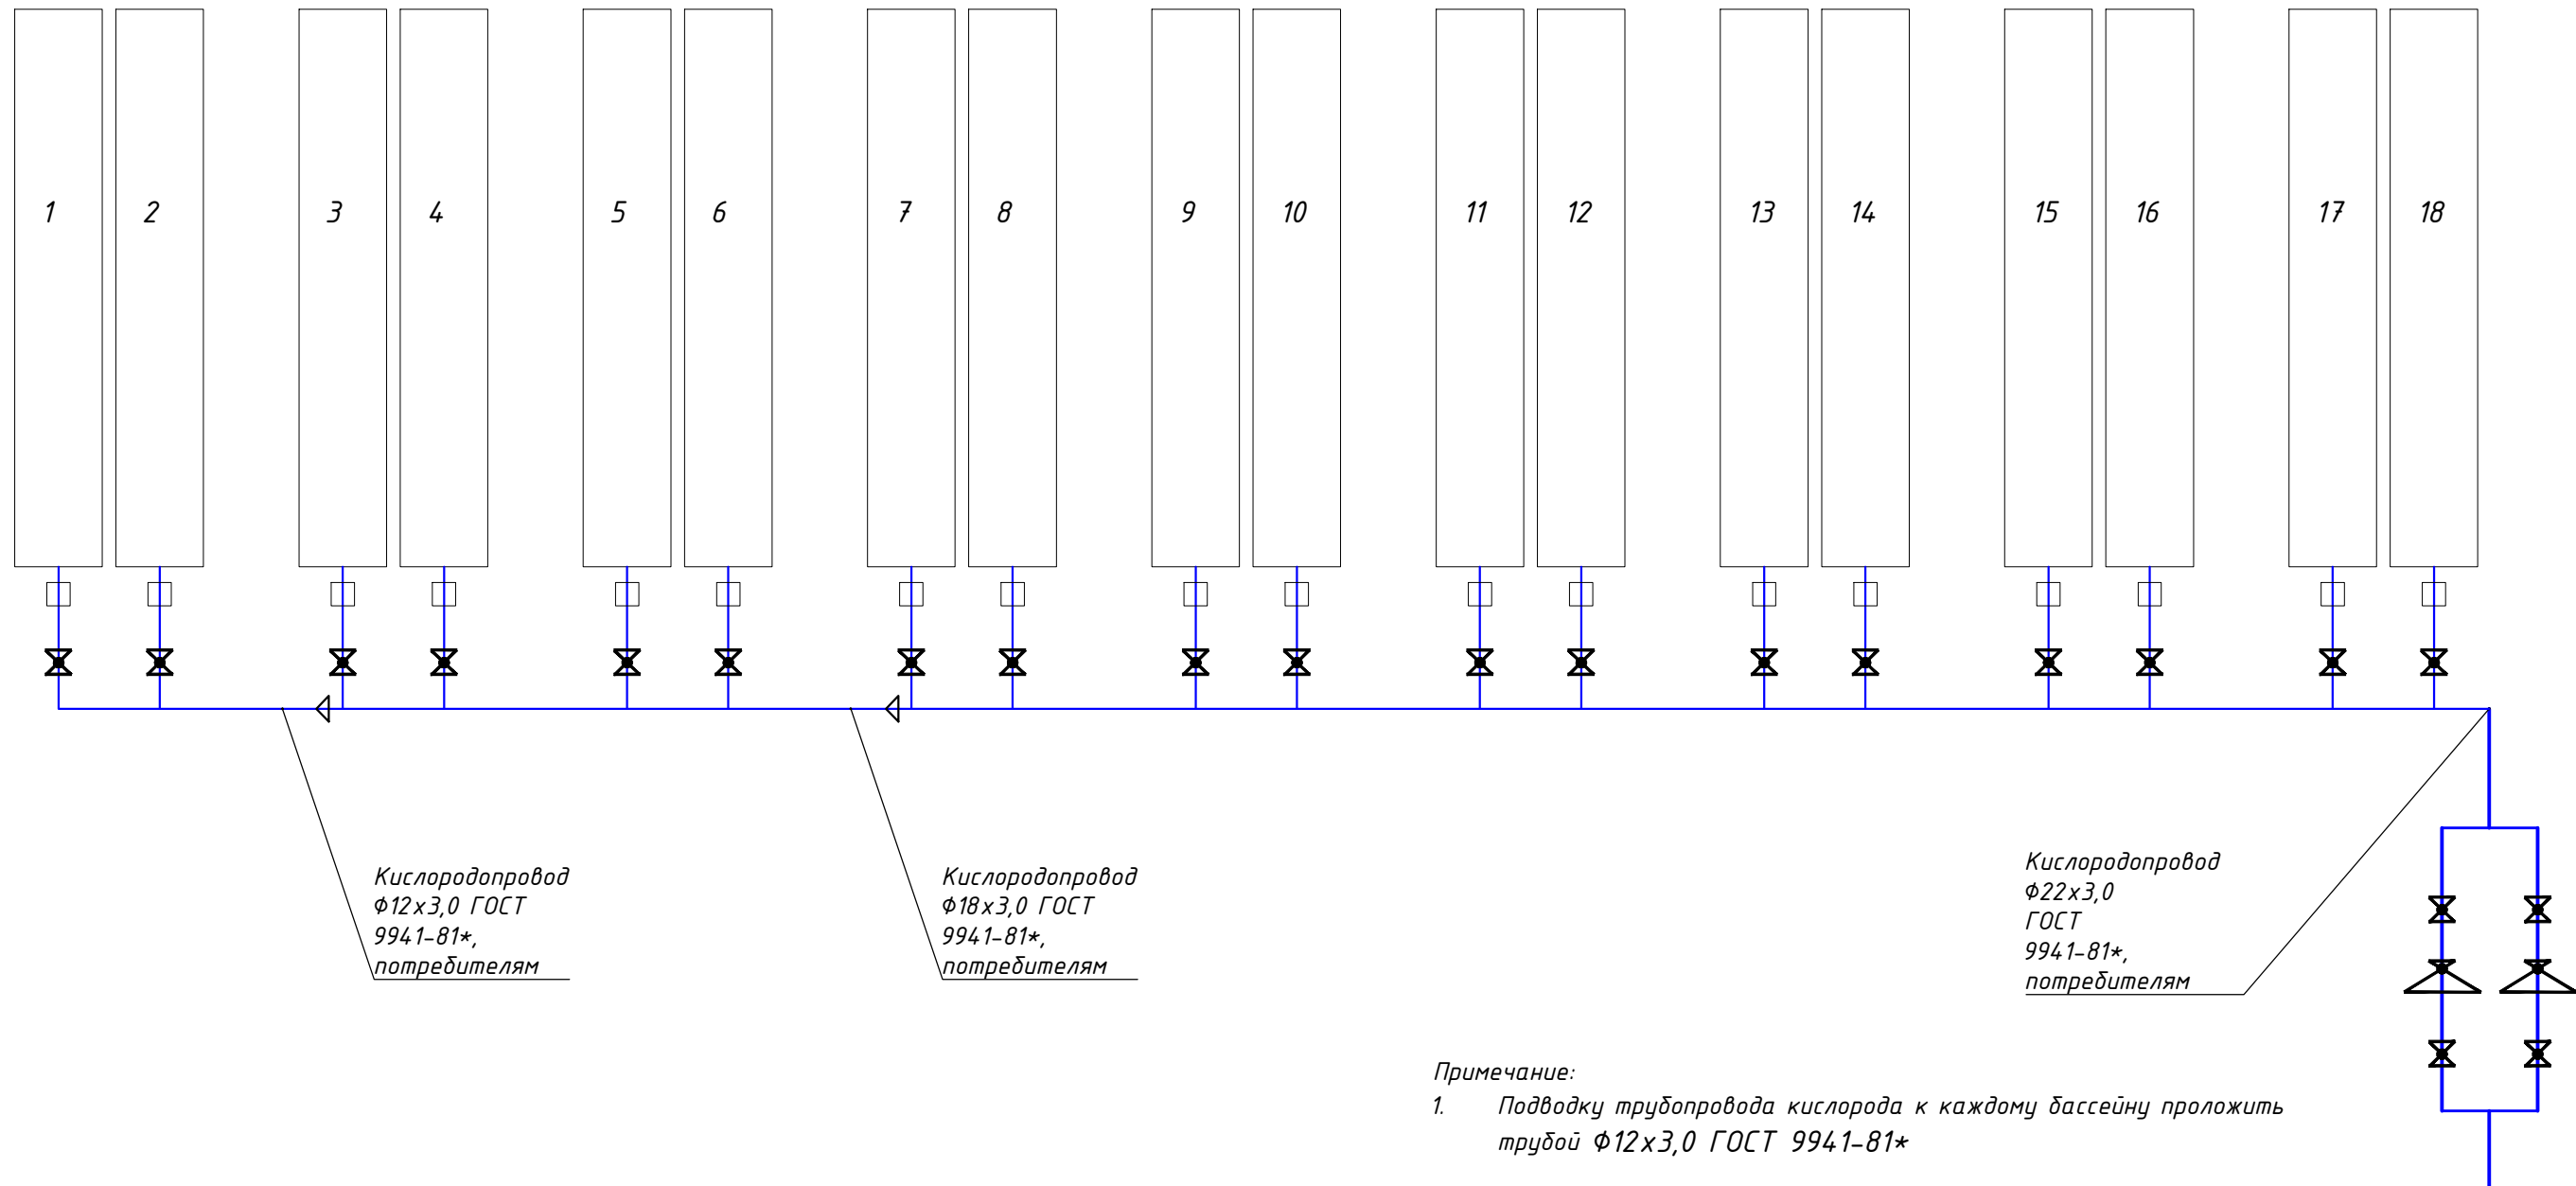 1 2 3 4 5 6 7 8 9 10 11 12 13 14 15 16 17 18
Кислородопровод
Ф12х3,0 ГОСТ
9941-81*,
потребителям
Кислородопровод
Ф18х3,0 ГОСТ
9941-81*,
потребителям
Кислородопровод
Ф22х3,0
ГОСТ
9941-81*,
потребителям
Примечание:
1. Подводку трубопровода кислорода к каждому бассейну проложить
трубой Ф12х3,0 ГОСТ 9941-81*